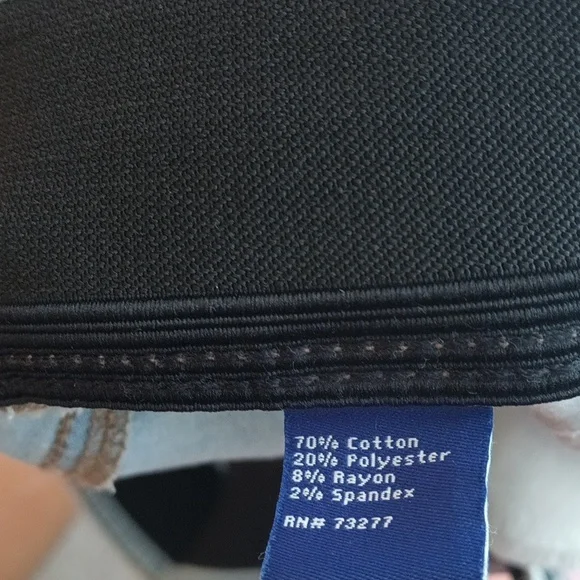 70% Cotton
20% Polyester
8% Rayon
2% Spandex
RN# 73277